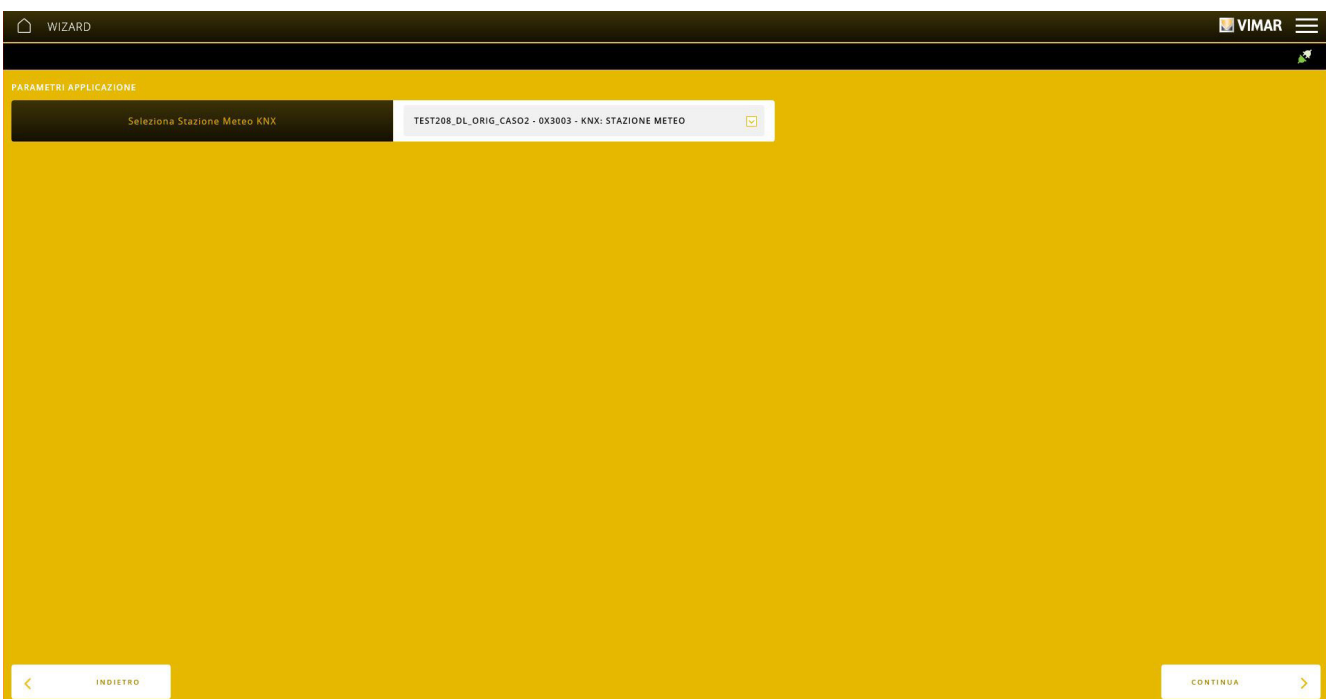 WIZARD
VIMAR
PARAMETRI APPLICAZIONE
Seleziona Stazione Meteo KNX
TEST208_DL_ORIG_CASO2 - 0X3003 - KNX: STAZIONE METEO
INDIETRO
CONTINUA